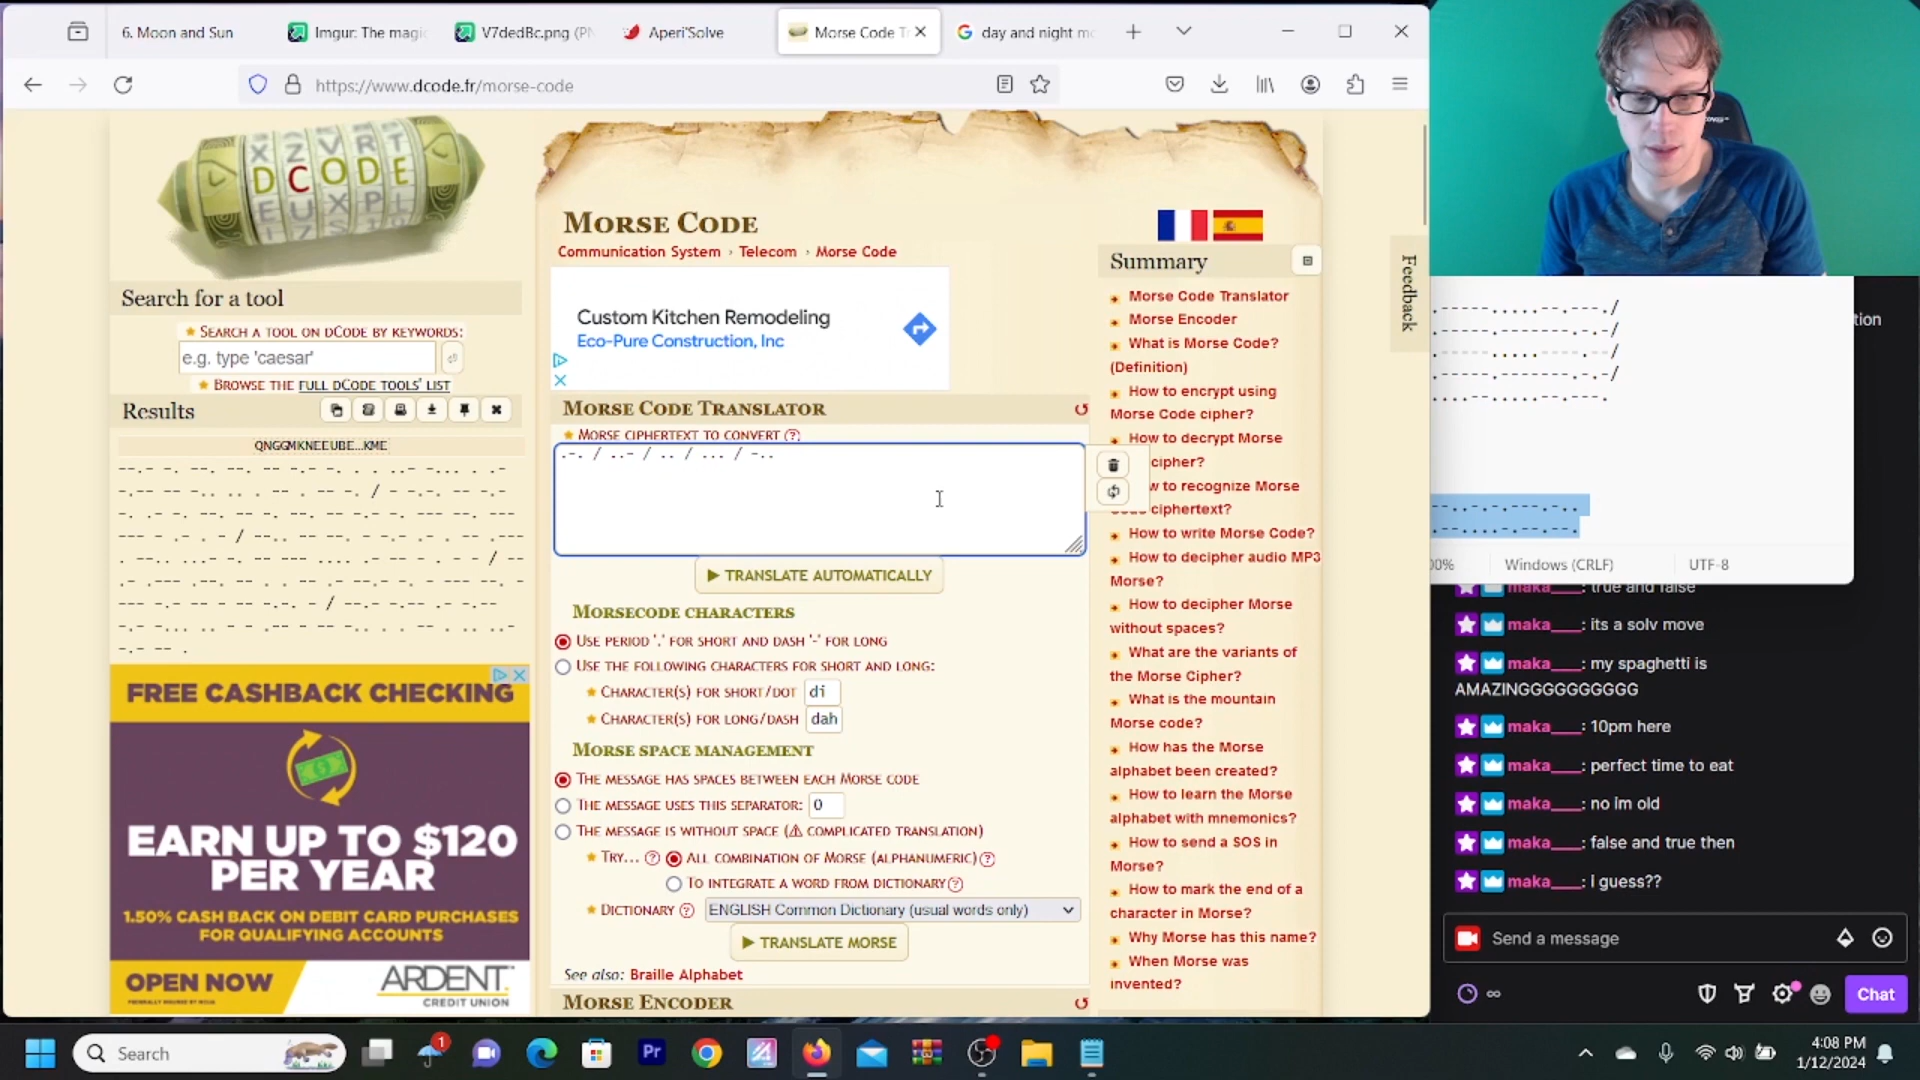 6. Moon and Sun
Imgur: The magic
V7dedBc.png (PN
Aperi'Solve
Morse Code T
day and night mo
https://www.dcode.fr/morse-code
DCODE
Search for a tool
SEARCH A TOOL ON DCODE BY KEYWORDS:
e.g. type 'caesar'
BROWSE THE FULL DCODE TOOLS' LIST
Results
QNGGMKNEEUBE...KME
FREE CASHBACK CHECKING
EARN UP TO $120
PER YEAR
1.50% CASH BACK ON DEBIT CARD PURCHASES
FOR QUALIFYING ACCOUNTS
OPEN NOW
ARDENT
CREDIT UNION
MORSE CODE
Communication System › Telecom › Morse Code
Custom Kitchen Remodeling
Eco-Pure Construction, Inc
MORSE CODE TRANSLATOR
MORSE CIPHERTEXT TO CONVERT (?)
.-. / ..- / .. / ... / -..
▶ TRANSLATE AUTOMATICALLY
MORSECODE CHARACTERS
USE PERIOD '.' FOR SHORT AND DASH '-' FOR LONG
USE THE FOLLOWING CHARACTERS FOR SHORT AND LONG:
CHARACTER(S) FOR SHORT/DOT di
CHARACTER(S) FOR LONG/DASH dah
MORSE SPACE MANAGEMENT
THE MESSAGE HAS SPACES BETWEEN EACH MORSE CODE
THE MESSAGE USES THIS SEPARATOR: 0
THE MESSAGE IS WITHOUT SPACE (⚠ COMPLICATED TRANSLATION)
TRY... (?) ALL COMBINATION OF MORSE (ALPHANUMERIC) (?)
TO INTEGRATE A WORD FROM DICTIONARY (?)
DICTIONARY (?) ENGLISH Common Dictionary (usual words only)
▶ TRANSLATE MORSE
See also: Braille Alphabet
MORSE ENCODER
Summary
Morse Code Translator
Morse Encoder
What is Morse Code?
(Definition)
How to encrypt using
Morse Code cipher?
How to decrypt Morse
cipher?
w to recognize Morse
ciphertext?
How to write Morse Code?
How to decipher audio MP3
Morse?
How to decipher Morse
without spaces?
What are the variants of
the Morse Cipher?
What is the mountain
Morse code?
How has the Morse
alphabet been created?
How to learn the Morse
alphabet with mnemonics?
How to send a SOS in
Morse?
How to mark the end of a
character in Morse?
Why Morse has this name?
When Morse was
invented?
Feedback
tion
00%
Windows (CRLF)
UTF-8
maka___: true and false
maka___: its a solv move
maka___: my spaghetti is
AMAZINGGGGGGGGGG
maka___: 10pm here
maka___: perfect time to eat
maka___: no im old
maka___: false and true then
maka___: i guess??
Send a message
Chat
Search
1
Pr
4:08 PM
1/12/2024